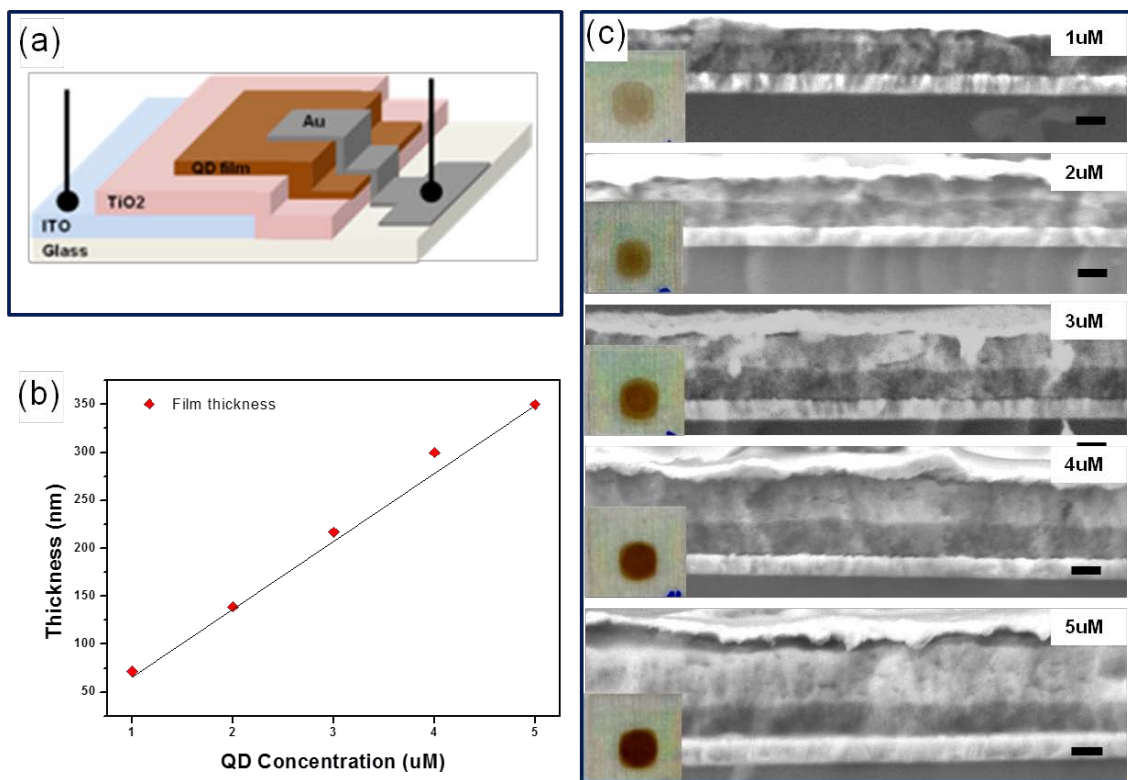 (a)
Au
QD film
TiO2
ITO
Glass
(b)
Film thickness
350
300
250
200
150
100
50
1 2 3 4 5
Thickness (nm)
QD Concentration (uM)
(c)
1uM
2uM
3uM
4uM
5uM